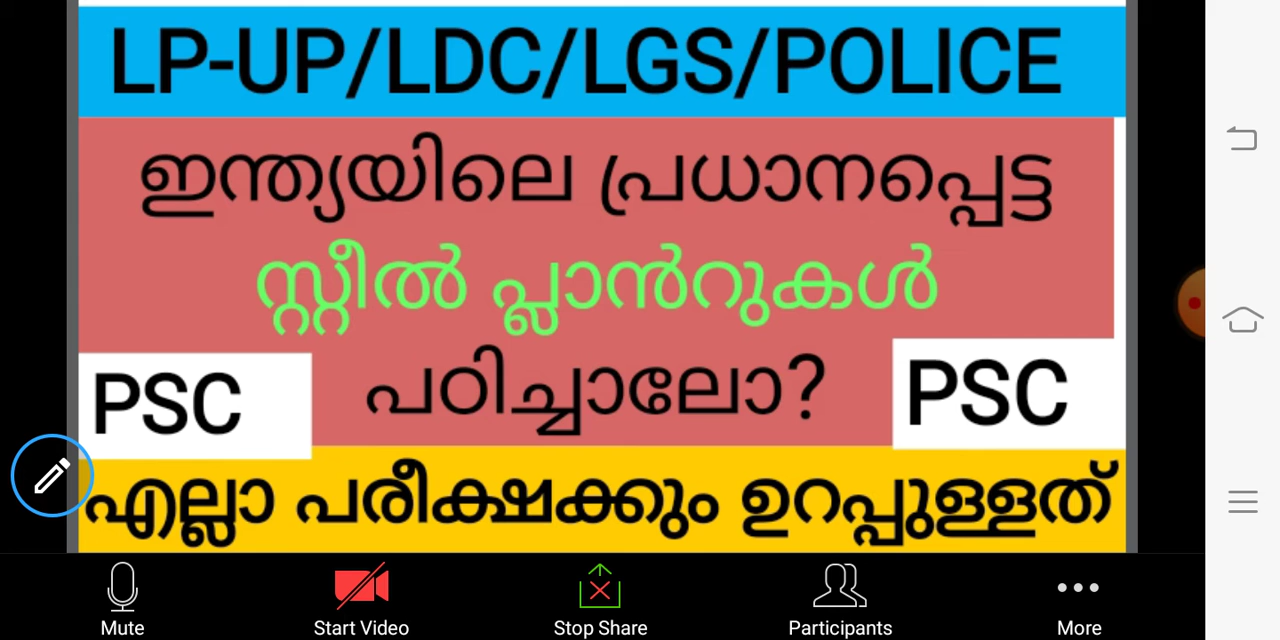 LP-UP/LDC/LGS/POLICE
ഇന്ത്യയിലെ പ്രധാനപ്പെട്ട
സ്റ്റീൽ പ്ലാൻറുകൾ
PSC പഠിച്ചാലോ? PSC
എല്ലാ പരീക്ഷക്കും ഉറപ്പുള്ളത്
Mute Start Video Stop Share Participants More